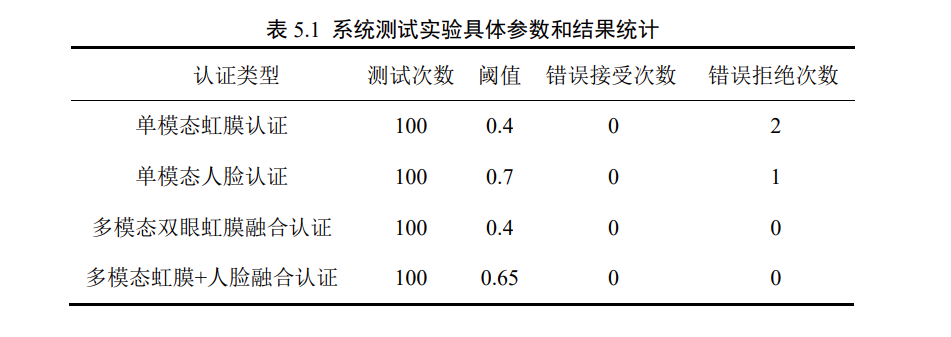 表 5.1 系统测试实验具体参数和结果统计
认证类型 测试次数 阈值 错误接受次数 错误拒绝次数
单模态虹膜认证 100 0.4 0 2
单模态人脸认证 100 0.7 0 1
多模态双眼虹膜融合认证 100 0.4 0 0
多模态虹膜+人脸融合认证 100 0.65 0 0